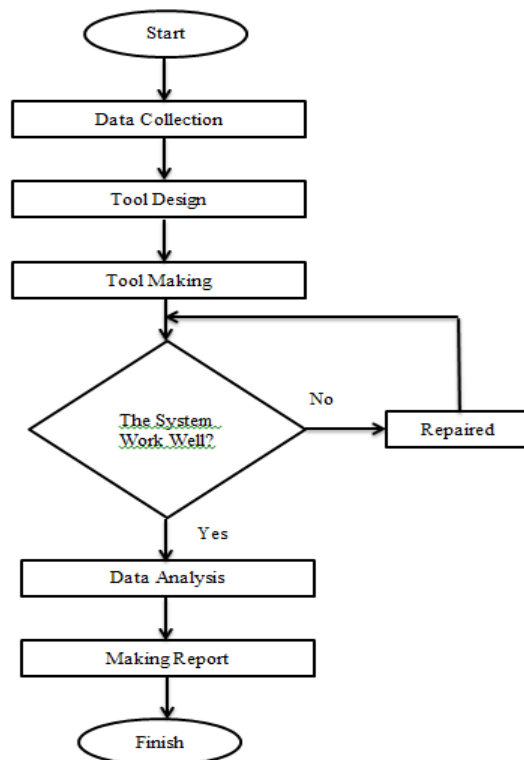 Start
Data Collection
Tool Design
Tool Making
The System
Work Well?
No
Repaired
Yes
Data Analysis
Making Report
Finish